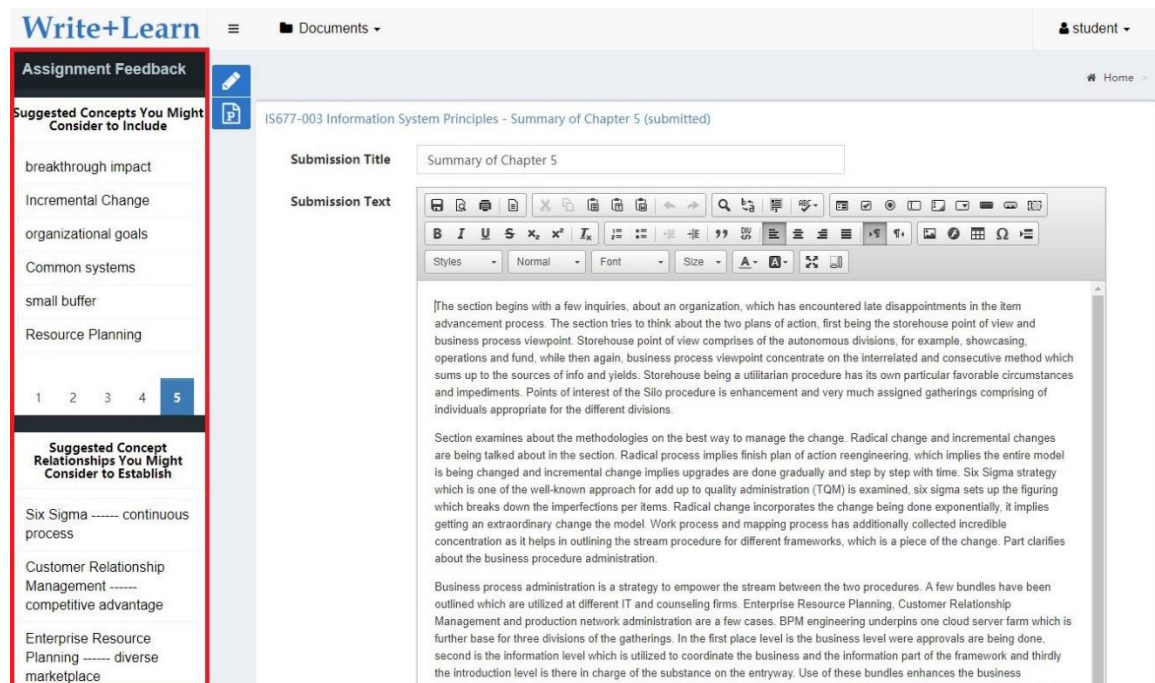 Write+Learn
Documents
student
Assignment Feedback
Home >
Suggested Concepts You Might
Consider to Include
breakthrough impact
Incremental Change
organizational goals
Common systems
small buffer
Resource Planning
1 2 3 4 5
Suggested Concept
Relationships You Might
Consider to Establish
Six Sigma ------ continuous
process
Customer Relationship
Management ------
competitive advantage
Enterprise Resource
Planning ------ diverse
marketplace
IS677-003 Information System Principles - Summary of Chapter 5 (submitted)
Submission Title
Summary of Chapter 5
Submission Text
B I U S x₂ x² Ix
Styles Normal Font Size A A
The section begins with a few inquiries, about an organization, which has encountered late disappointments in the item
advancement process. The section tries to think about the two plans of action, first being the storehouse point of view and
business process viewpoint. Storehouse point of view comprises of the autonomous divisions, for example, showcasing,
operations and fund, while then again, business process viewpoint concentrate on the interrelated and consecutive method which
sums up to the sources of info and yields. Storehouse being a utilitarian procedure has its own particular favorable circumstances
and impediments. Points of interest of the Silo procedure is enhancement and very much assigned gatherings comprising of
individuals appropriate for the different divisions.
Section examines about the methodologies on the best way to manage the change. Radical change and incremental changes
are being talked about in the section. Radical process implies finish plan of action reengineering, which implies the entire model
is being changed and incremental change implies upgrades are done gradually and step by step with time. Six Sigma strategy
which is one of the well-known approach for add up to quality administration (TQM) is examined, six sigma sets up the figuring
which breaks down the imperfections per items. Radical change incorporates the change being done exponentially, it implies
getting an extraordinary change the model. Work process and mapping process has additionally collected incredible
concentration as it helps in outlining the stream procedure for different frameworks, which is a piece of the change. Part clarifies
about the business procedure administration.
Business process administration is a strategy to empower the stream between the two procedures. A few bundles have been
outlined which are utilized at different IT and counseling firms. Enterprise Resource Planning, Customer Relationship
Management and production network administration are a few cases. BPM engineering underpins one cloud server farm which is
further base for three divisions of the gatherings. In the first place level is the business level were approvals are being done,
second is the information level which is utilized to coordinate the business and the information part of the framework and thirdly
the introduction level is there in charge of the substance on the entryway. Use of these bundles enhances the business